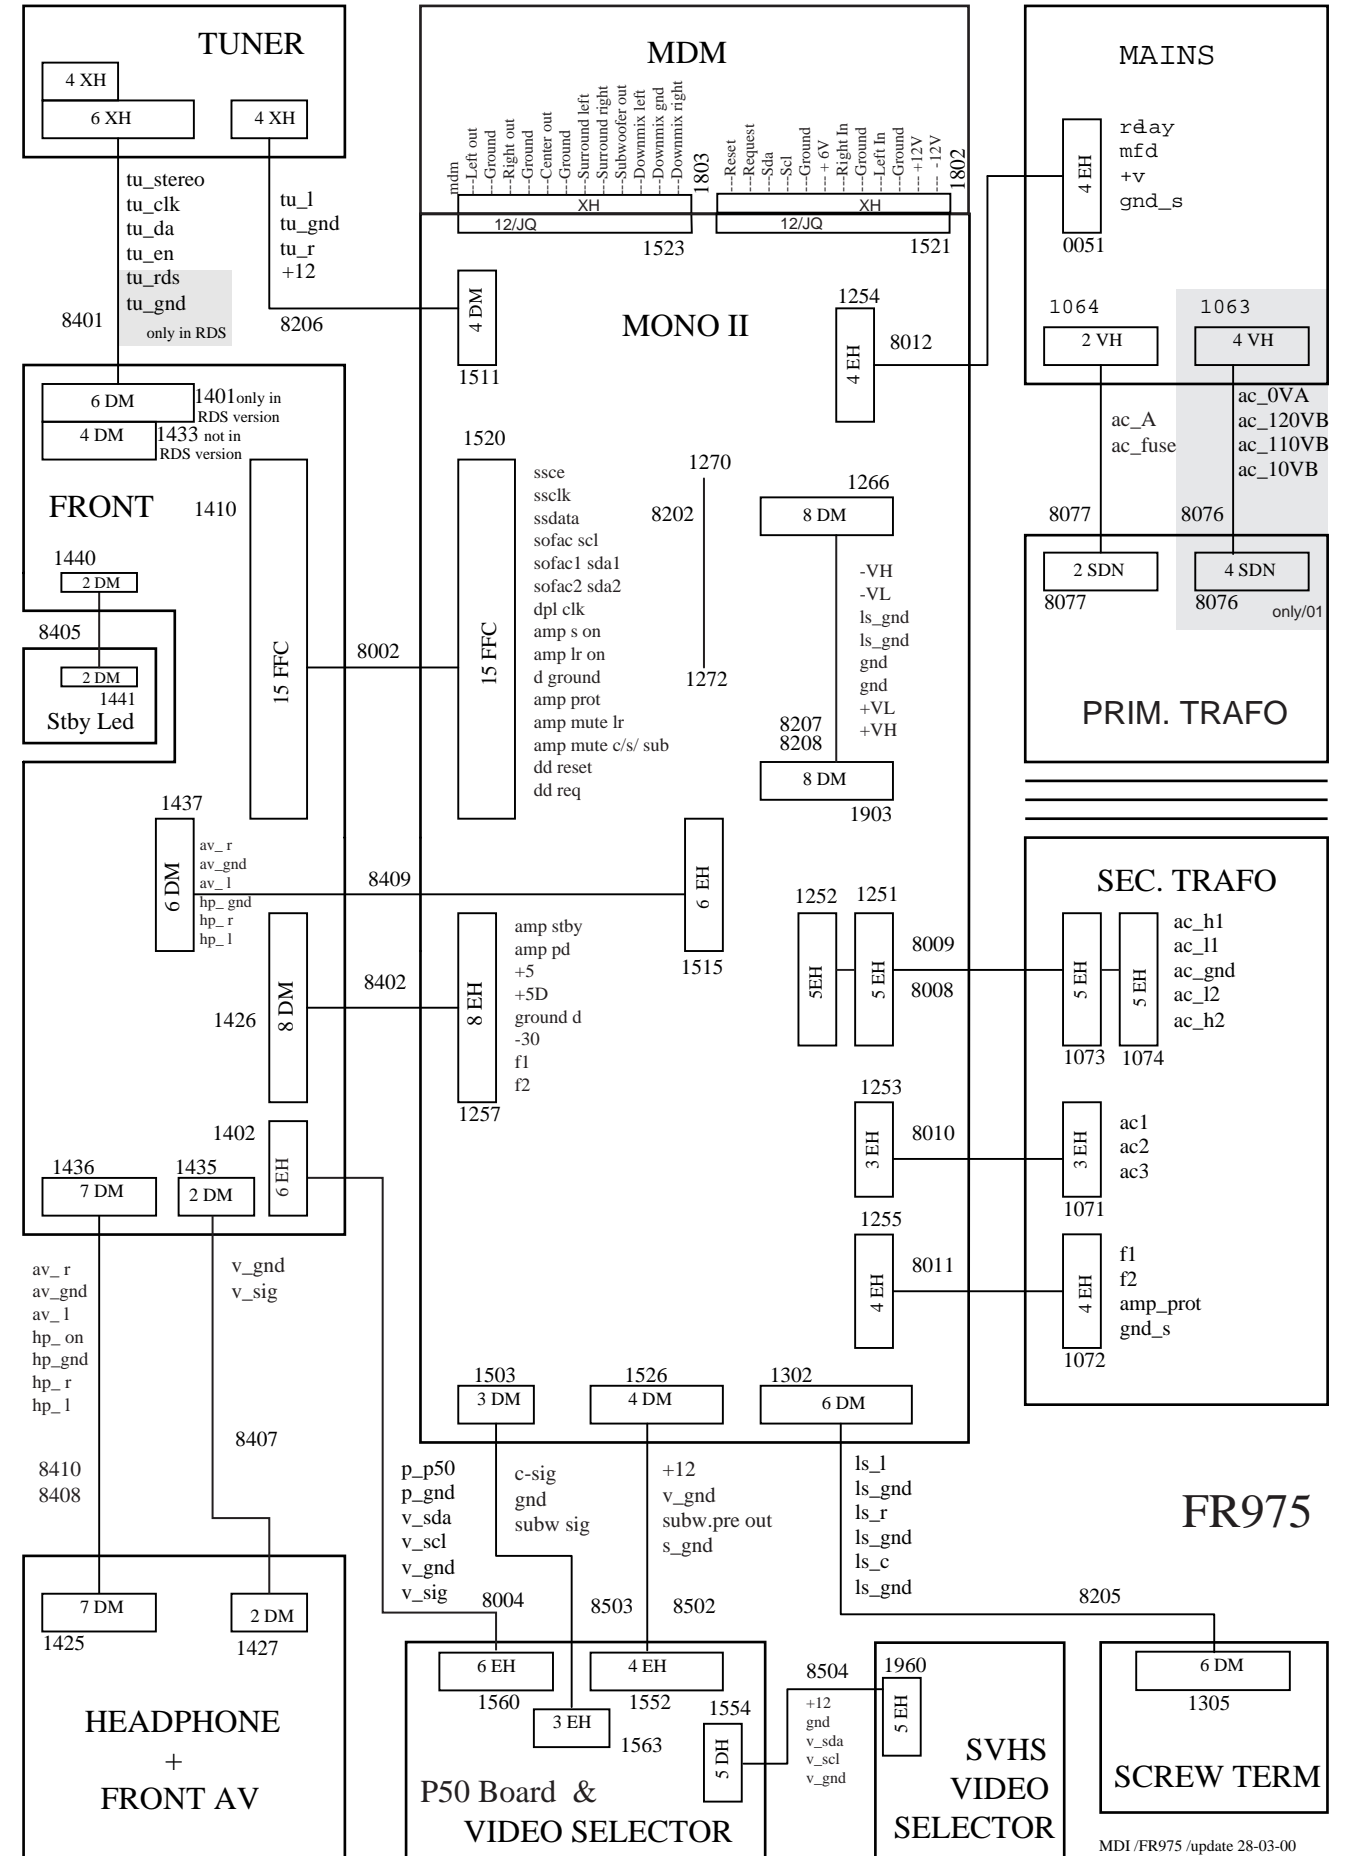 TUNER
4 XH
6 XH
4 XH
tu_stereo
tu_clk
tu_da
tu_en
tu_rds
tu_gnd
only in RDS
8401
tu_l
tu_gnd
tu_r
+12
8206
MDM
mdm
---Left out
---Ground
---Right out
---Ground
---Center out
---Ground
---Surround left
---Surround right
---Subwoofer out
---Downmix left
---Downmix gnd
---Downmix right
1803
---Reset
---Request
---Sda
---Scl
---Ground
--- + 6V
---Right In
---Ground
---Left In
---Ground
--- +12V
--- -12V
1802
XH
12/JQ
1523
XH
12/JQ
1521
MAINS
4 EH
0051
relay
mfd
+v
gnd_s
1064
2 VH
1063
4 VH
ac_A
ac_fuse
ac_0VA
ac_120VB
ac_110VB
ac_10VB
8077
8076
2 SDN
8077
4 SDN
8076
only/01
PRIM. TRAFO
MONO II
4 DM
1511
1254
4 EH
8012
6 DM
1401 only in
RDS version
4 DM
1433 not in
RDS version
FRONT
1410
15 FFC
1440
2 DM
8405
2 DM
1441
Stby Led
8002
1520
15 FFC
ssce
ssclk
ssdata
sofac scl
sofac1 sda1
sofac2 sda2
dpl clk
amp s on
amp lr on
d ground
amp prot
amp mute lr
amp mute c/s/ sub
dd reset
dd req
1270
8202
1272
1266
8 DM
-VH
-VL
ls_gnd
ls_gnd
gnd
gnd
+VL
+VH
8207
8208
8 DM
1903
1437
6 DM
av_ r
av_gnd
av_ l
hp_ gnd
hp_ r
hp_ l
8409
6 EH
1515
1426
8 DM
8402
8 EH
1257
amp stby
amp pd
+5
+5D
ground d
-30
f1
f2
1252
5EH
1251
5 EH
8009
8008
SEC. TRAFO
5 EH
1073
5 EH
1074
ac_h1
ac_l1
ac_gnd
ac_l2
ac_h2
1253
3 EH
8010
3 EH
1071
ac1
ac2
ac3
1255
4 EH
8011
4 EH
1072
f1
f2
amp_prot
gnd_s
1402
6 EH
1436
7 DM
1435
2 DM
av_ r
av_gnd
av_ l
hp_ on
hp_gnd
hp_ r
hp_ l
v_gnd
v_sig
8410
8408
8407
1503
3 DM
1526
4 DM
1302
6 DM
p_p50
p_gnd
v_sda
v_scl
v_gnd
v_sig
c-sig
gnd
subw sig
+12
v_gnd
subw.pre out
s_gnd
ls_l
ls_gnd
ls_r
ls_gnd
ls_c
ls_gnd
FR975
8004
8503
8502
8205
7 DM
1425
2 DM
1427
HEADPHONE
+
FRONT AV
6 EH
1560
3 EH
1563
4 EH
1552
1554
5 DH
P50 Board &
VIDEO SELECTOR
8504
+12
gnd
v_sda
v_scl
v_gnd
1960
5 EH
SVHS
VIDEO
SELECTOR
6 DM
1305
SCREW TERM
MDI /FR975 /update 28-03-00